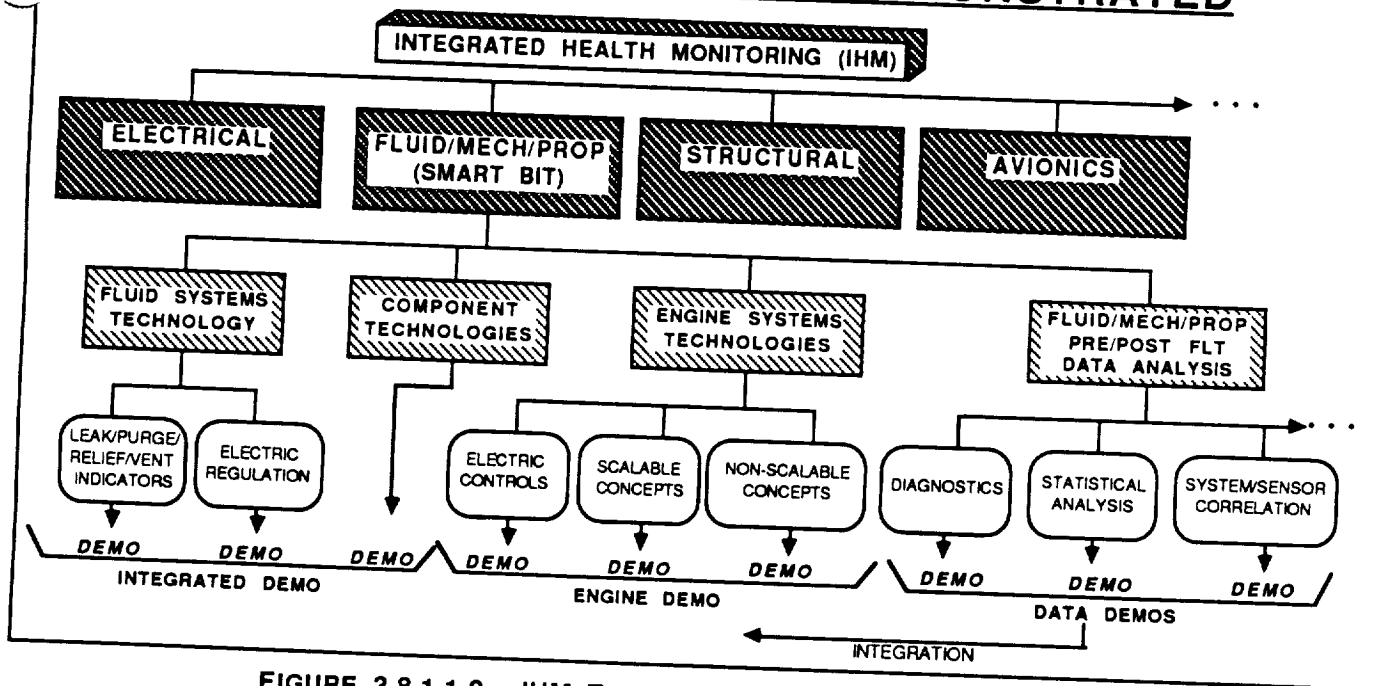 INTEGRATED HEALTH MONITORING (IHM)
. . .
ELECTRICAL
FLUID/MECH/PROP
(SMART BIT)
STRUCTURAL
AVIONICS
FLUID SYSTEMS
TECHNOLOGY
COMPONENT
TECHNOLOGIES
ENGINE SYSTEMS
TECHNOLOGIES
FLUID/MECH/PROP
PRE/POST FLT
DATA ANALYSIS
. . .
LEAK/PURGE/
RELIEF/VENT
INDICATORS
ELECTRIC
REGULATION
ELECTRIC
CONTROLS
SCALABLE
CONCEPTS
NON-SCALABLE
CONCEPTS
DIAGNOSTICS
STATISTICAL
ANALYSIS
SYSTEM/SENSOR
CORRELATION
DEMO
DEMO
DEMO
DEMO
DEMO
DEMO
DEMO
DEMO
DEMO
INTEGRATED DEMO
ENGINE DEMO
DATA DEMOS
INTEGRATION